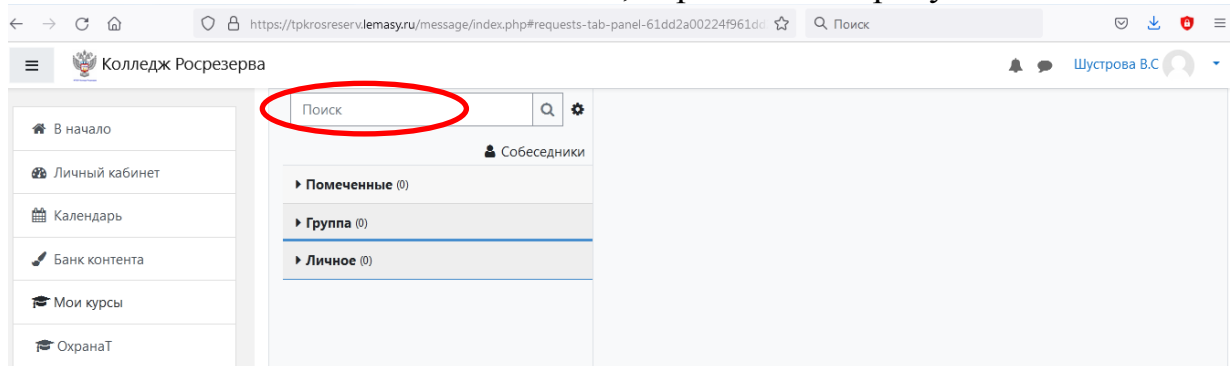 https://tpkrosreserv.lemasy.ru/message/index.php#requests-tab-panel-61dd2a00224f961dd
Поиск
Колледж Росрезерва
Шустрова В.С
Поиск
В начало
Собеседники
Личный кабинет
Помеченные (0)
Календарь
Группа (0)
Банк контента
Личное (0)
Мои курсы
ОхранаТ